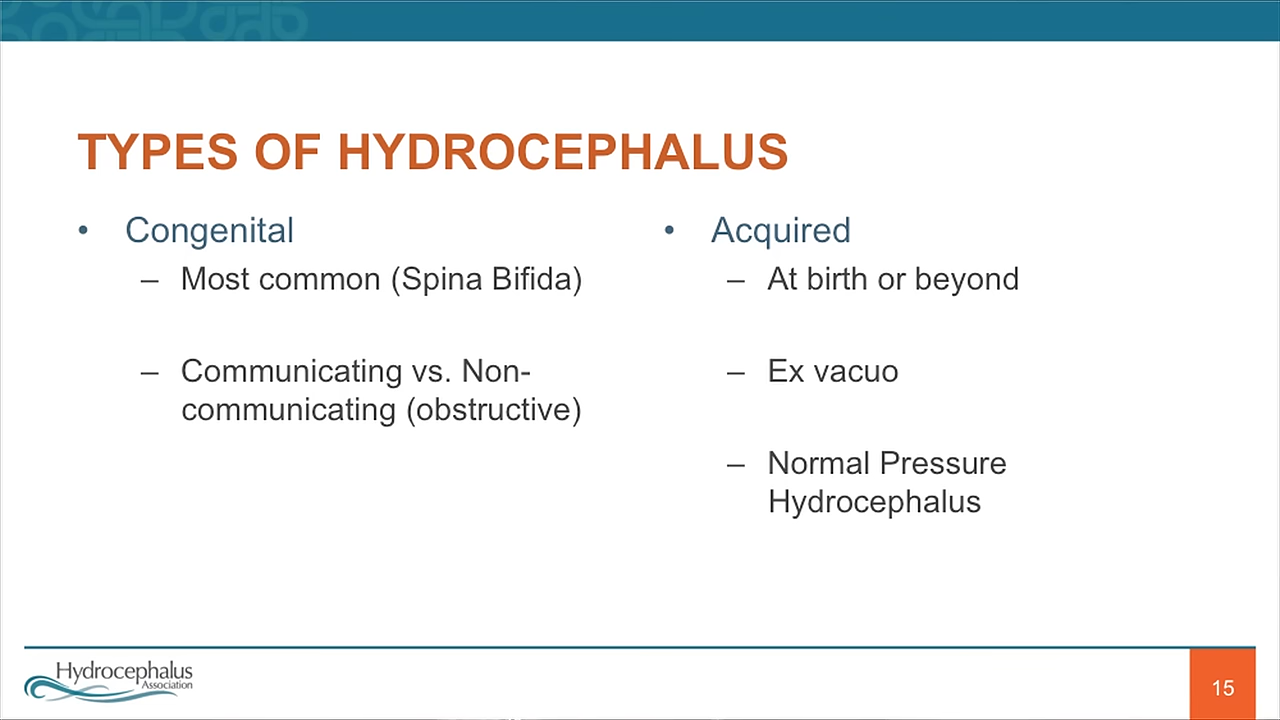 TYPES OF HYDROCEPHALUS
• Congenital
– Most common (Spina Bifida)
– Communicating vs. Non-
communicating (obstructive)
• Acquired
– At birth or beyond
– Ex vacuo
– Normal Pressure
Hydrocephalus
Hydrocephalus
Association
15